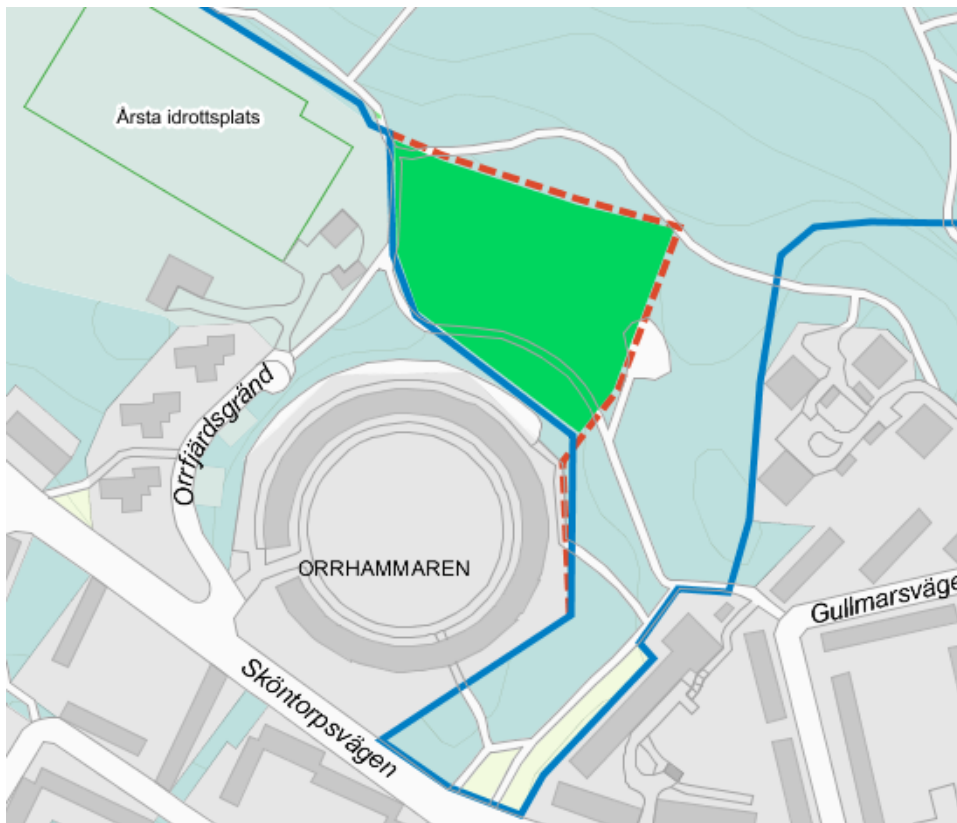 Årsta idrottsplats
Orrfjärdsgränd
ORRHAMMAREN
Gullmarsväge
Sköntorpsvägen